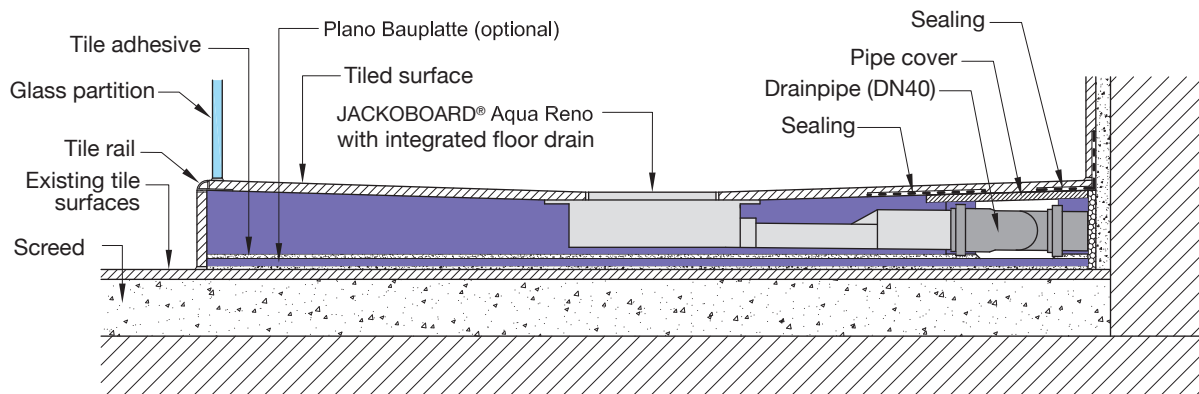 Sealing
Tile adhesive
Plano Bauplatte (optional)
Pipe cover
Glass partition
Tiled surface
Drainpipe (DN40)
JACKOBOARD® Aqua Reno
with integrated floor drain
Sealing
Tile rail
Existing tile
surfaces
Screed